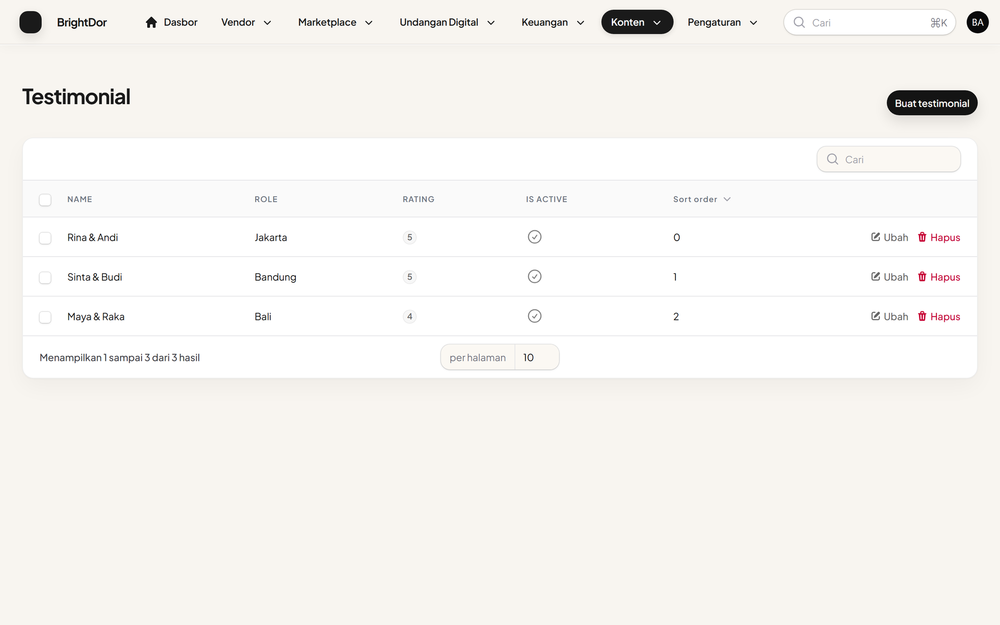 BrightDor Dasbor Vendor Marketplace Undangan Digital Keuangan Konten Pengaturan Cari ⌘K BA
Testimonial
Buat testimonial
Cari
NAME ROLE RATING IS ACTIVE Sort order
Rina & Andi Jakarta 5 0 Ubah Hapus
Sinta & Budi Bandung 5 1 Ubah Hapus
Maya & Raka Bali 4 2 Ubah Hapus
Menampilkan 1 sampai 3 dari 3 hasil per halaman 10